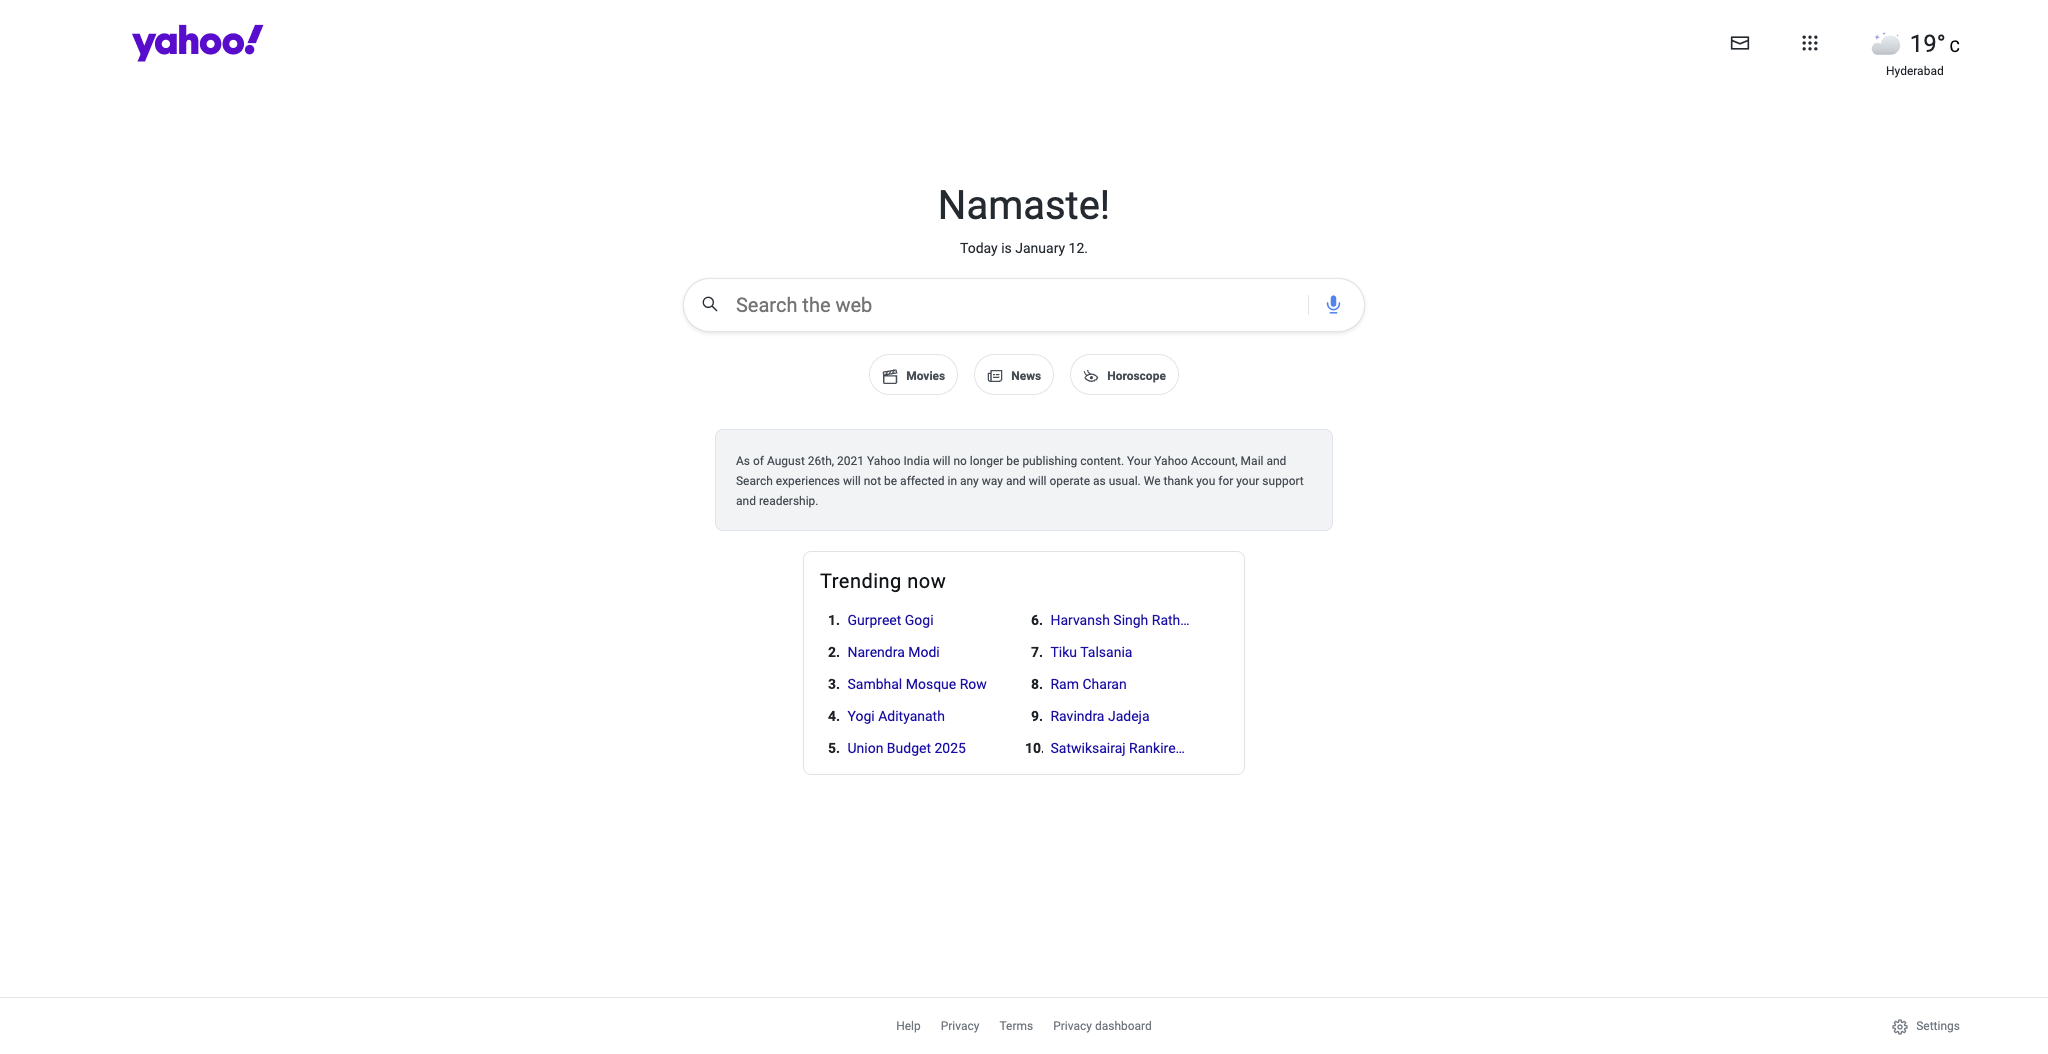 yahoo!
19° C
Hyderabad
Namaste!
Today is January 12.
Search the web
Movies
News
Horoscope
As of August 26th, 2021 Yahoo India will no longer be publishing content. Your Yahoo Account, Mail and
Search experiences will not be affected in any way and will operate as usual. We thank you for your support
and readership.
Trending now
1. Gurpreet Gogi
2. Narendra Modi
3. Sambhal Mosque Row
4. Yogi Adityanath
5. Union Budget 2025
6. Harvansh Singh Rath...
7. Tiku Talsania
8. Ram Charan
9. Ravindra Jadeja
10. Satwiksairaj Rankire...
Help
Privacy
Terms
Privacy dashboard
Settings